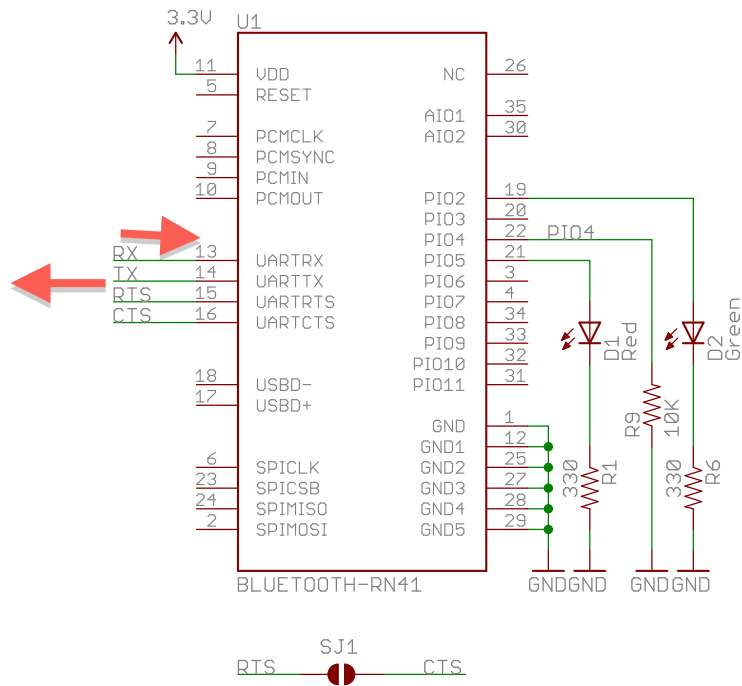 3.3V
U1
11 VDD NC 26
5 RESET
AIO1 35
7 PCMCLK AIO2 30
8 PCMSYNC
9 PCMIN
10 PCMOUT PIO2 19
PIO3 20
PIO4 22 PIO4
RX 13 UARTRX PIO5 21
TX 14 UARTTX PIO6 3
RTS 15 UARTRTS PIO7 4
CTS 16 UARTCTS PIO8 34
PIO9 33
PIO10 32
18 USBD- PIO11 31
17 USBD+
GND 1
GND1 12
6 SPICLK GND2 25
23 SPICSB GND3 27
24 SPIMISO GND4 28
2 SPIMOSI GND5 29
D1
Red
D2
Green
R9
10K
330
R1
330
R6
BLUETOOTH-RN41
GND GND GND GND
SJ1
RTS CTS